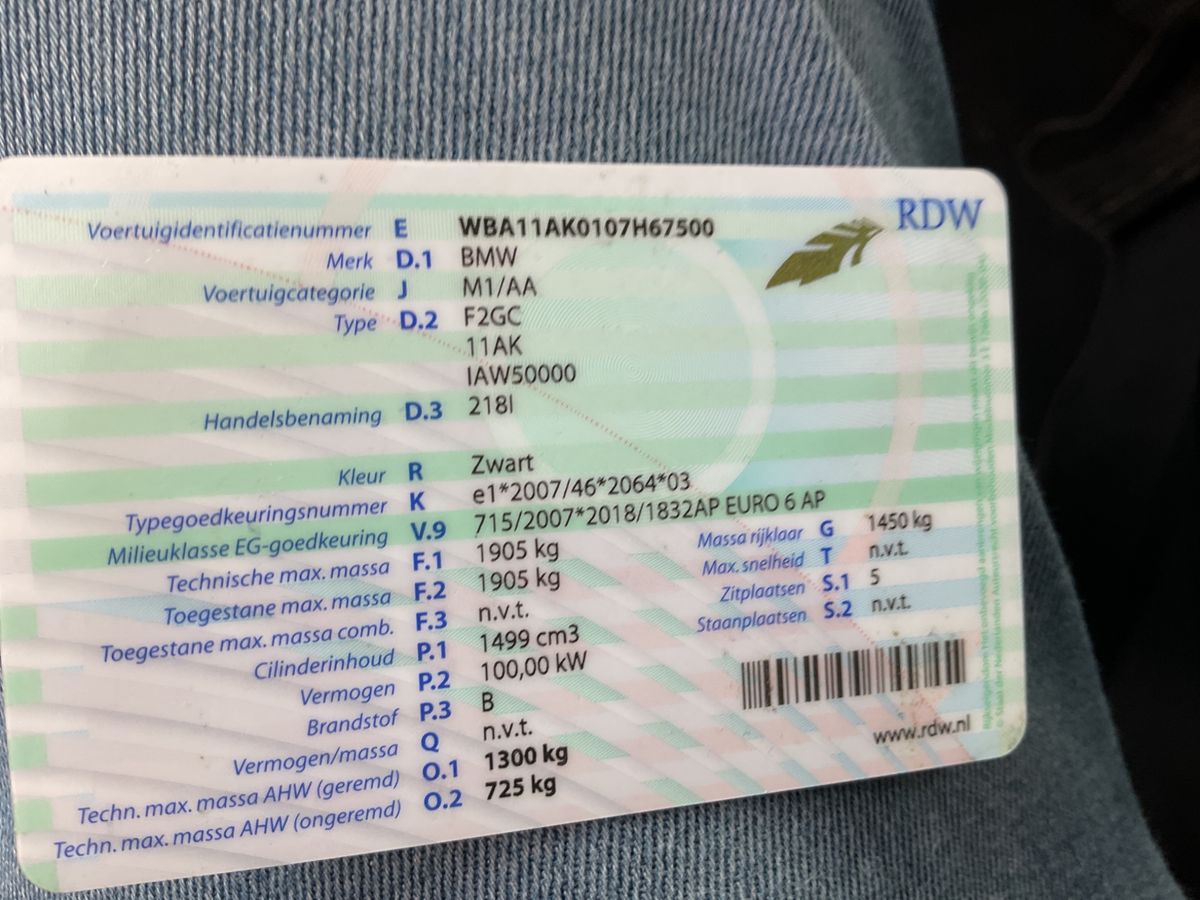 RDW
Voertuigidentificatienummer E WBA11AK0107H67500
Merk D.1 BMW
Voertuigcategorie J M1/AA
Type D.2 F2GC
11AK
IAW50000
Handelsbenaming D.3 218I
Kleur R Zwart
Typegoedkeuringsnummer K e1*2007/46*2064*03
Milieuklasse EG-goedkeuring V.9 715/2007*2018/1832AP EURO 6 AP
Technische max. massa F.1 1905 kg
Toegestane max. massa F.2 1905 kg
Toegestane max. massa comb. F.3 n.v.t.
Cilinderinhoud P.1 1499 cm3
Vermogen P.2 100,00 kW
Brandstof P.3 B
Vermogen/massa Q n.v.t.
Techn. max. massa AHW (geremd) O.1 1300 kg
Techn. max. massa AHW (ongeremd) O.2 725 kg
Massa rijklaar G 1450 kg
Max. snelheid T n.v.t.
Zitplaatsen S.1 5
Staanplaatsen S.2 n.v.t.
www.rdw.nl